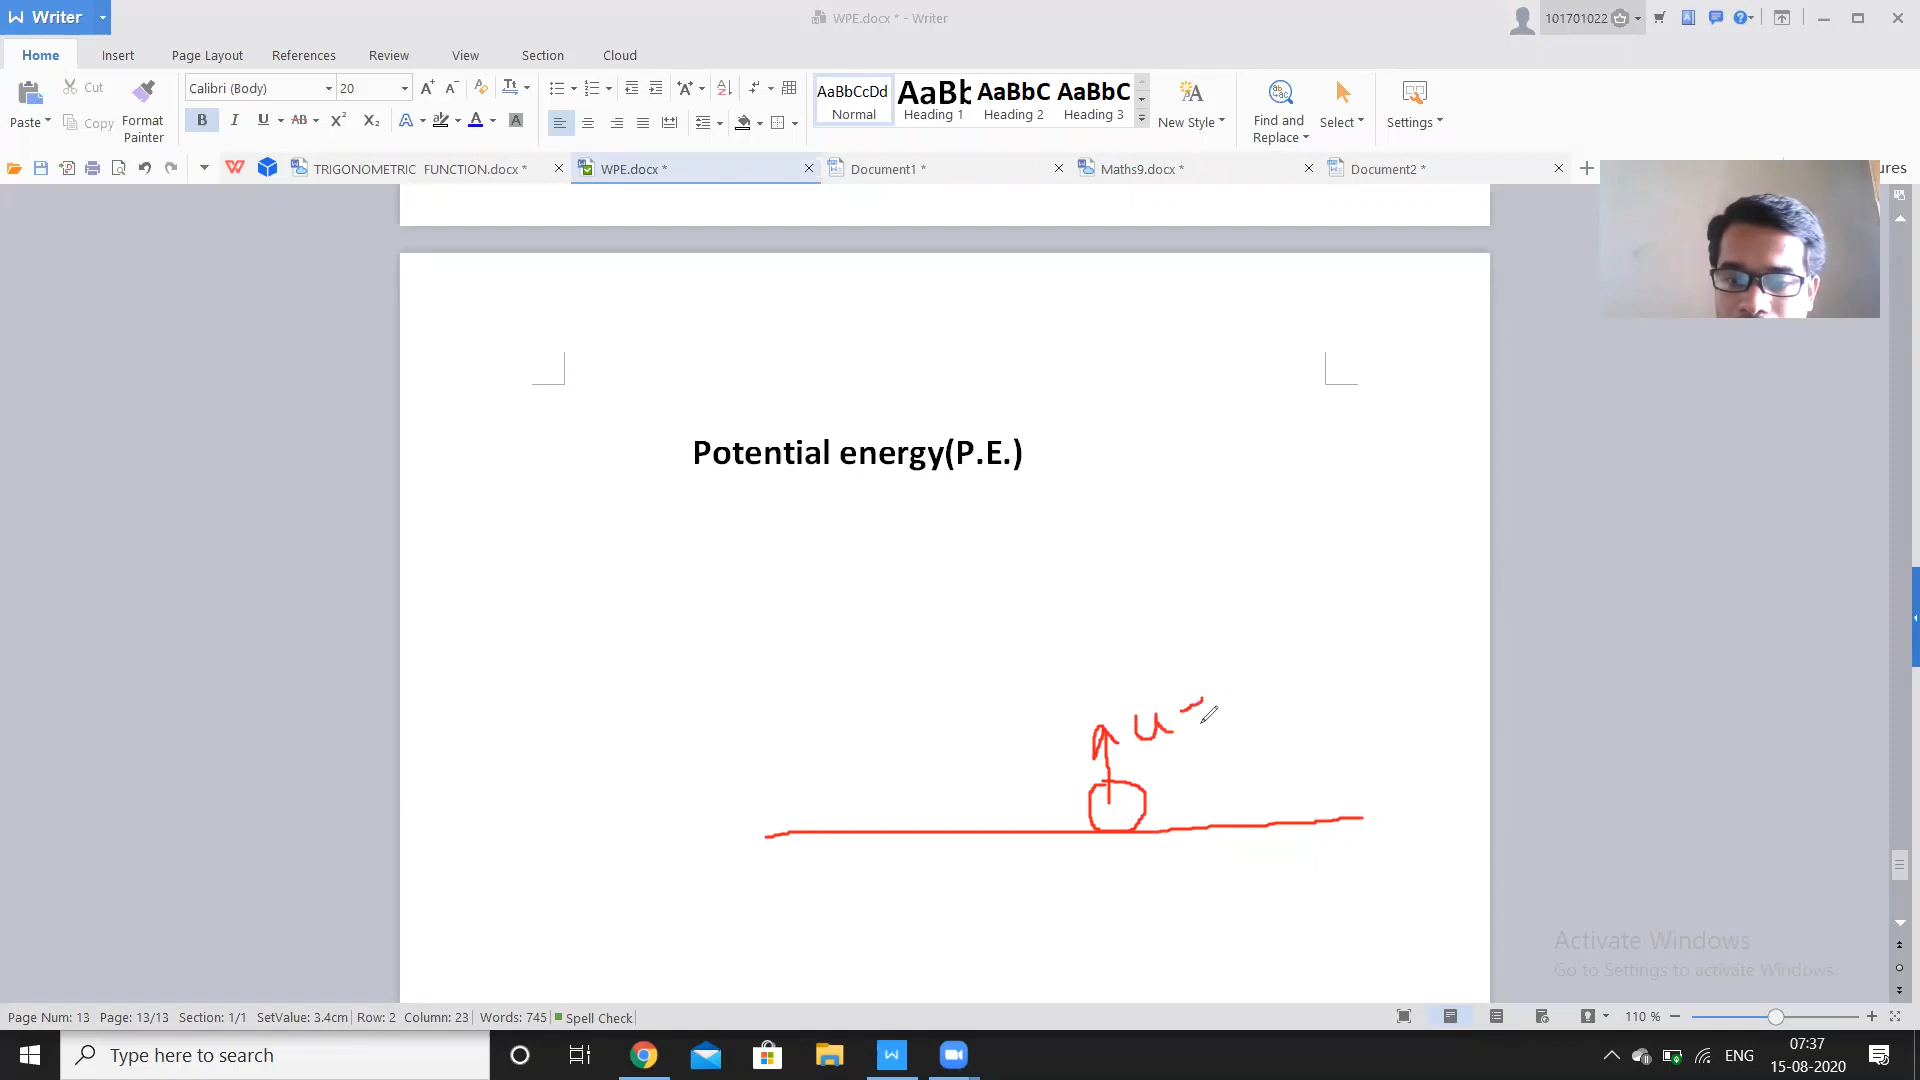 Writer
WPE.docx * - Writer
101701022
Home Insert Page Layout References Review View Section Cloud
Paste Cut Copy Format Painter
Calibri (Body) 20
B I U AB X² X₂ A A A
AaBbCcDd Normal
AaBb Heading 1
AaBbC Heading 2
AaBbC Heading 3
New Style Find and Replace Select Settings
TRIGONOMETRIC FUNCTION.docx * WPE.docx * Document1 * Maths9.docx * Document2 * ures
Potential energy(P.E.)
u
Activate Windows
Go to Settings to activate Windows.
Page Num: 13 Page: 13/13 Section: 1/1 SetValue: 3.4cm Row: 2 Column: 23 Words: 745 Spell Check 110 %
Type here to search
ENG
07:37
15-08-2020